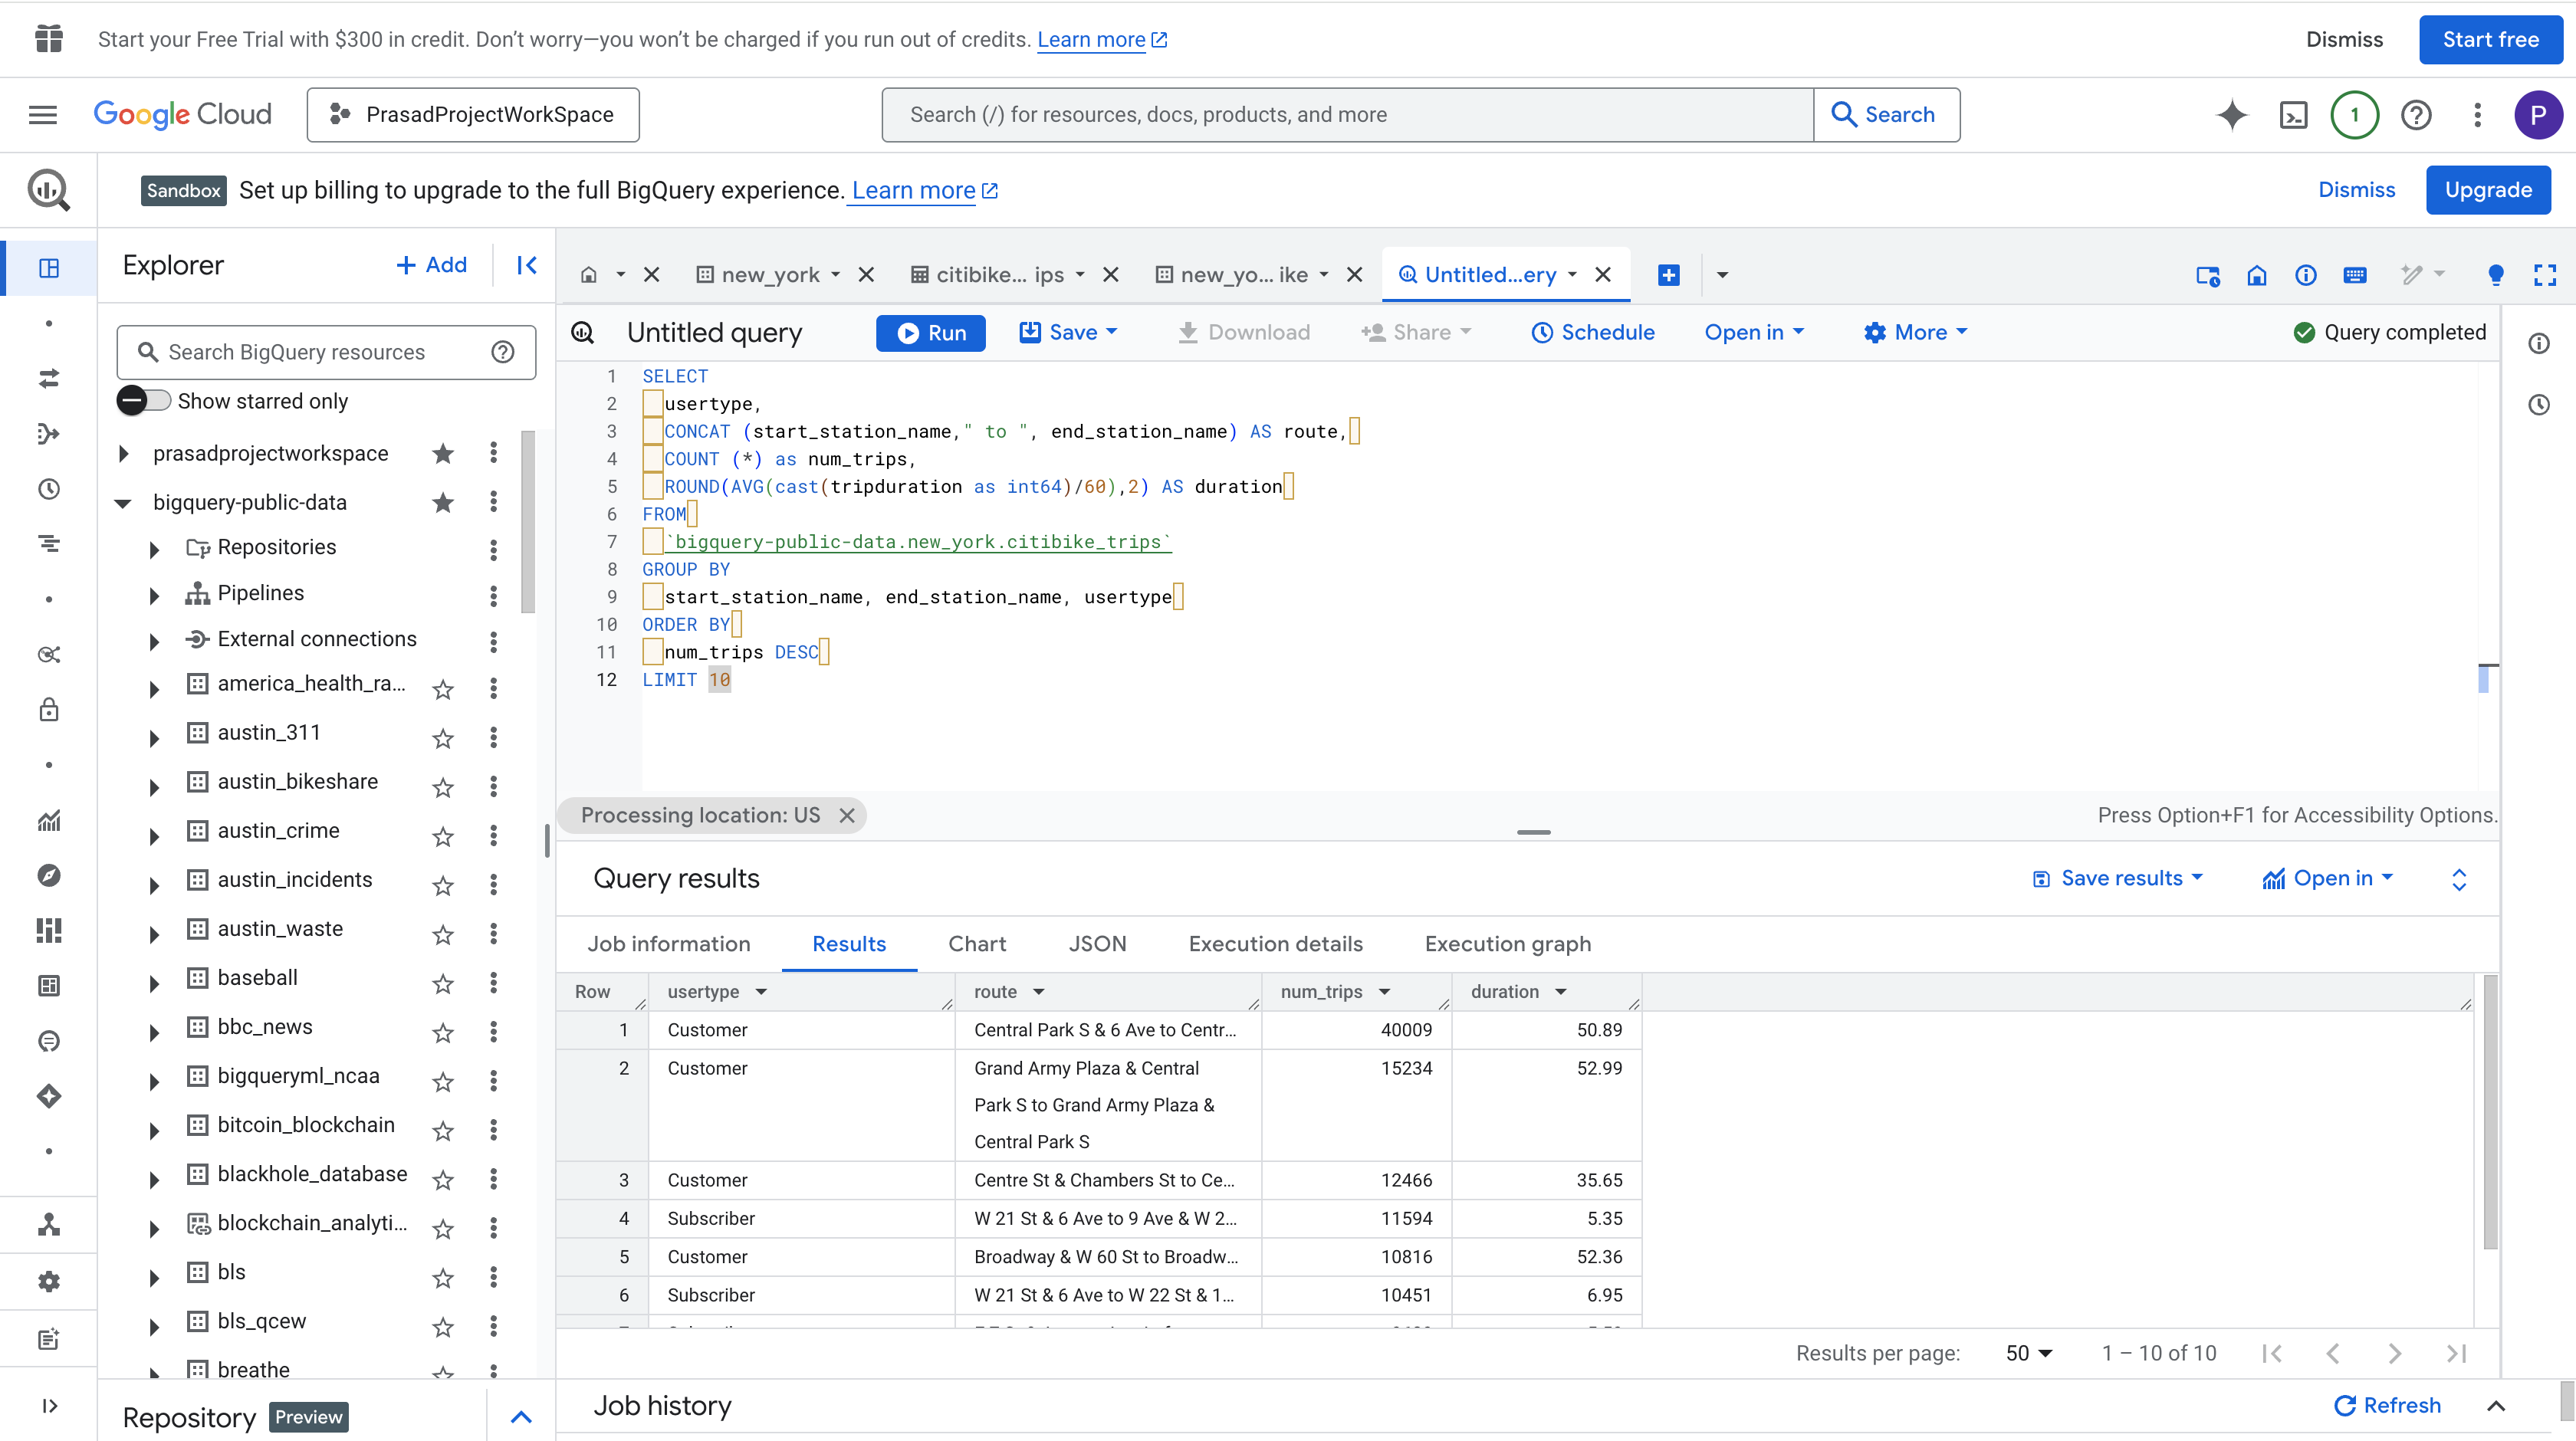 Start your Free Trial with $300 in credit. Don't worry—you won't be charged if you run out of credits. Learn more
Dismiss
Start free
Google Cloud
PrasadProjectWorkSpace
Search (/) for resources, docs, products, and more
Search
1
P
Sandbox
Set up billing to upgrade to the full BigQuery experience. Learn more
Dismiss
Upgrade
Explorer
+ Add
new_york
citibike... ips
new_yo... ike
Untitled...ery
Search BigQuery resources
Show starred only
prasadprojectworkspace
bigquery-public-data
Repositories
Pipelines
External connections
america_health_ra...
austin_311
austin_bikeshare
austin_crime
austin_incidents
austin_waste
baseball
bbc_news
bigqueryml_ncaa
bitcoin_blockchain
blackhole_database
blockchain_analyti...
bls
bls_qcew
breathe
Repository
Preview
Untitled query
Run
Save
Download
Share
Schedule
Open in
More
Query completed
1 SELECT
2 usertype,
3 CONCAT (start_station_name," to ", end_station_name) AS route,
4 COUNT (*) as num_trips,
5 ROUND(AVG(cast(tripduration as int64)/60),2) AS duration
6 FROM
7 `bigquery-public-data.new_york.citibike_trips`
8 GROUP BY
9 start_station_name, end_station_name, usertype
10 ORDER BY
11 num_trips DESC
12 LIMIT 10
Processing location: US
Press Option+F1 for Accessibility Options.
Query results
Save results
Open in
Job information
Results
Chart
JSON
Execution details
Execution graph
Row usertype route num_trips duration
1 Customer Central Park S & 6 Ave to Centr... 40009 50.89
2 Customer Grand Army Plaza & Central 15234 52.99
Park S to Grand Army Plaza &
Central Park S
3 Customer Centre St & Chambers St to Ce... 12466 35.65
4 Subscriber W 21 St & 6 Ave to 9 Ave & W 2... 11594 5.35
5 Customer Broadway & W 60 St to Broadw... 10816 52.36
6 Subscriber W 21 St & 6 Ave to W 22 St & 1... 10451 6.95
Results per page:
50
1 – 10 of 10
Job history
Refresh